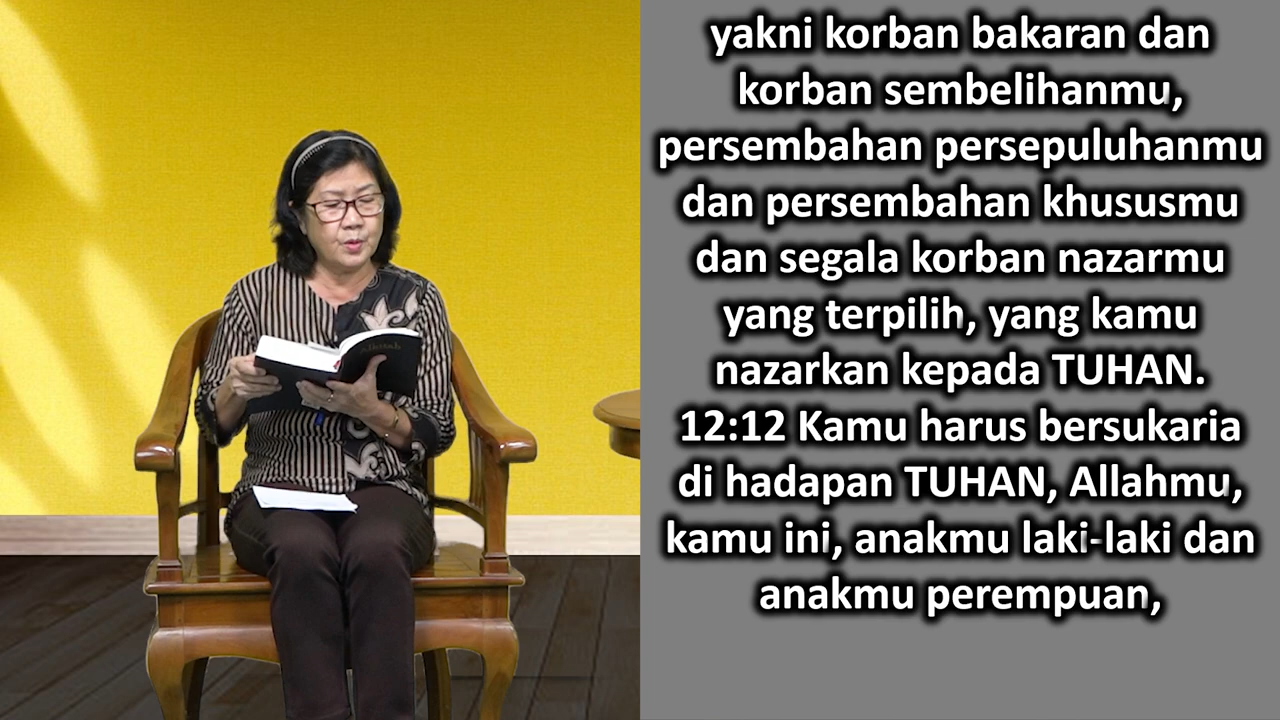 yakni korban bakaran dan
korban sembelihanmu,
persembahan persepuluhanmu
dan persembahan khususmu
dan segala korban nazarmu
yang terpilih, yang kamu
nazarkan kepada TUHAN.
12:12 Kamu harus bersukaria
di hadapan TUHAN, Allahmu,
kamu ini, anakmu laki-laki dan
anakmu perempuan,